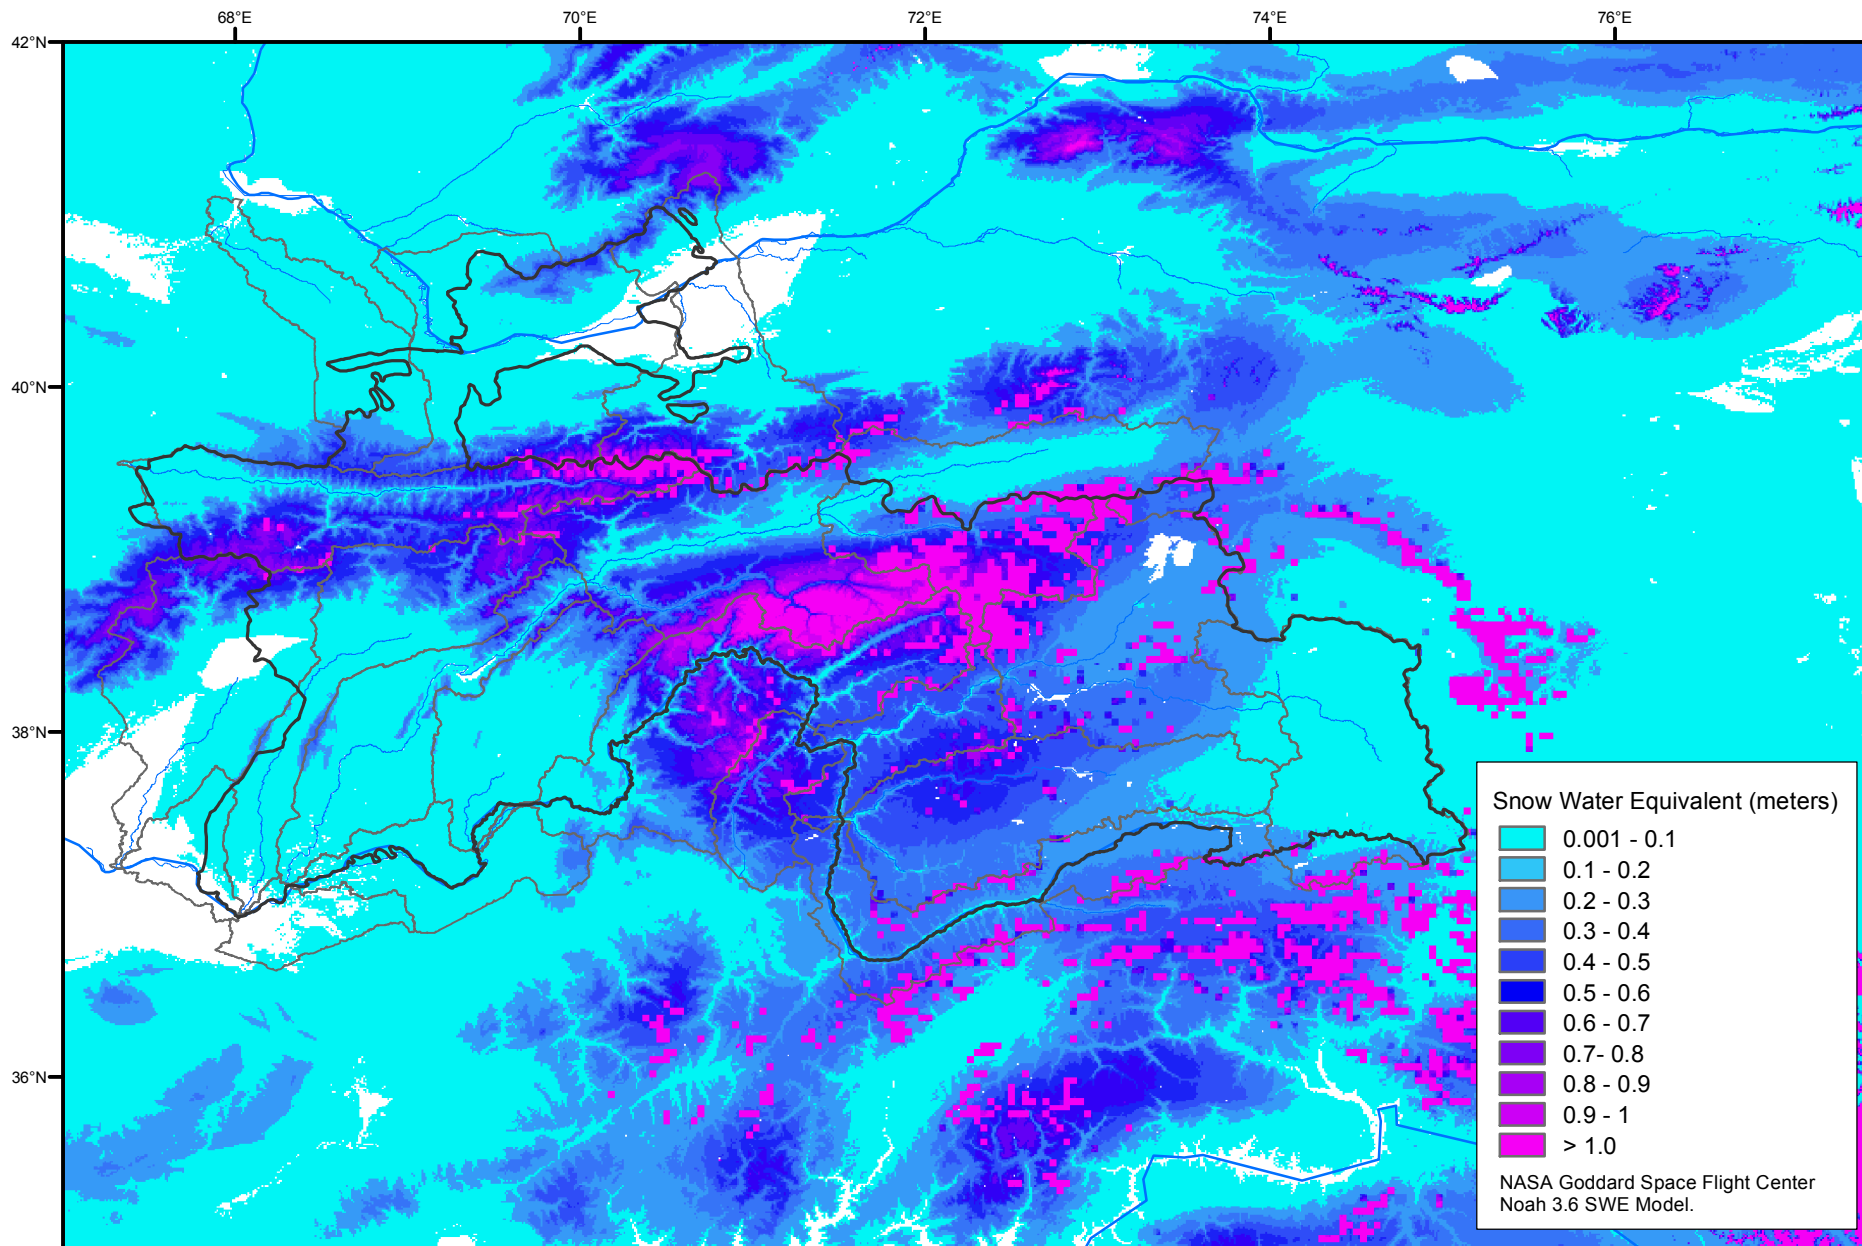 68°E 70°E 72°E 74°E 76°E
42°N
40°N
38°N
36°N
Snow Water Equivalent (meters)
0.001 - 0.1
0.1 - 0.2
0.2 - 0.3
0.3 - 0.4
0.4 - 0.5
0.5 - 0.6
0.6 - 0.7
0.7- 0.8
0.8 - 0.9
0.9 - 1
> 1.0
NASA Goddard Space Flight Center
Noah 3.6 SWE Model.